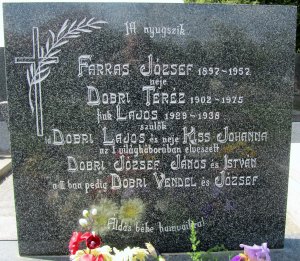 Itt nyugszik
FARRAS JÓZSEF 1897-1957
neje
DOBRI TERÉZ 1902-1975
fiuk LAJOS 1929-1938
szülők
DOBRI LAJOS és neje KISS JOHANNA
az I világháborúban elveszett
DOBRI JÓZSEF JÁNOS és ISTVÁN
a II ban pedig DOBRI VENDEL és JÓZSEF
Áldás béke hamvaikra!